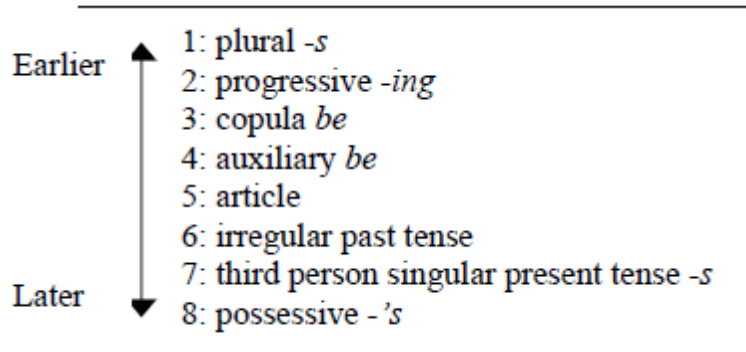 Earlier
1: plural -s
2: progressive -ing
3: copula be
4: auxiliary be
5: article
6: irregular past tense
7: third person singular present tense -s
Later
8: possessive -’s